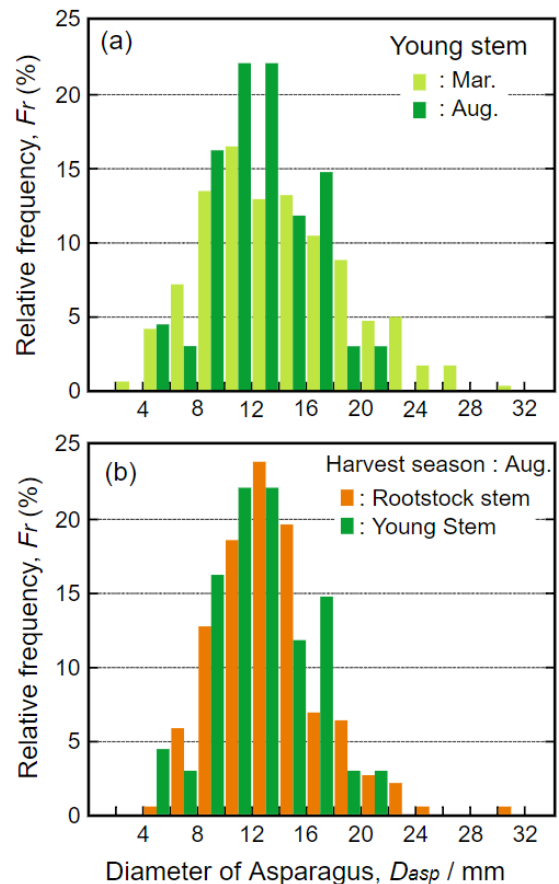 (a)
Young stem
: Mar.
: Aug.
Relative frequency, Fr (%)
25
20
15
10
5
0
4 8 12 16 20 24 28 32
(b)
Harvest season : Aug.
: Rootstock stem
: Young Stem
Relative frequency, Fr (%)
25
20
15
10
5
0
4 8 12 16 20 24 28 32
Diameter of Asparagus, Dasp / mm